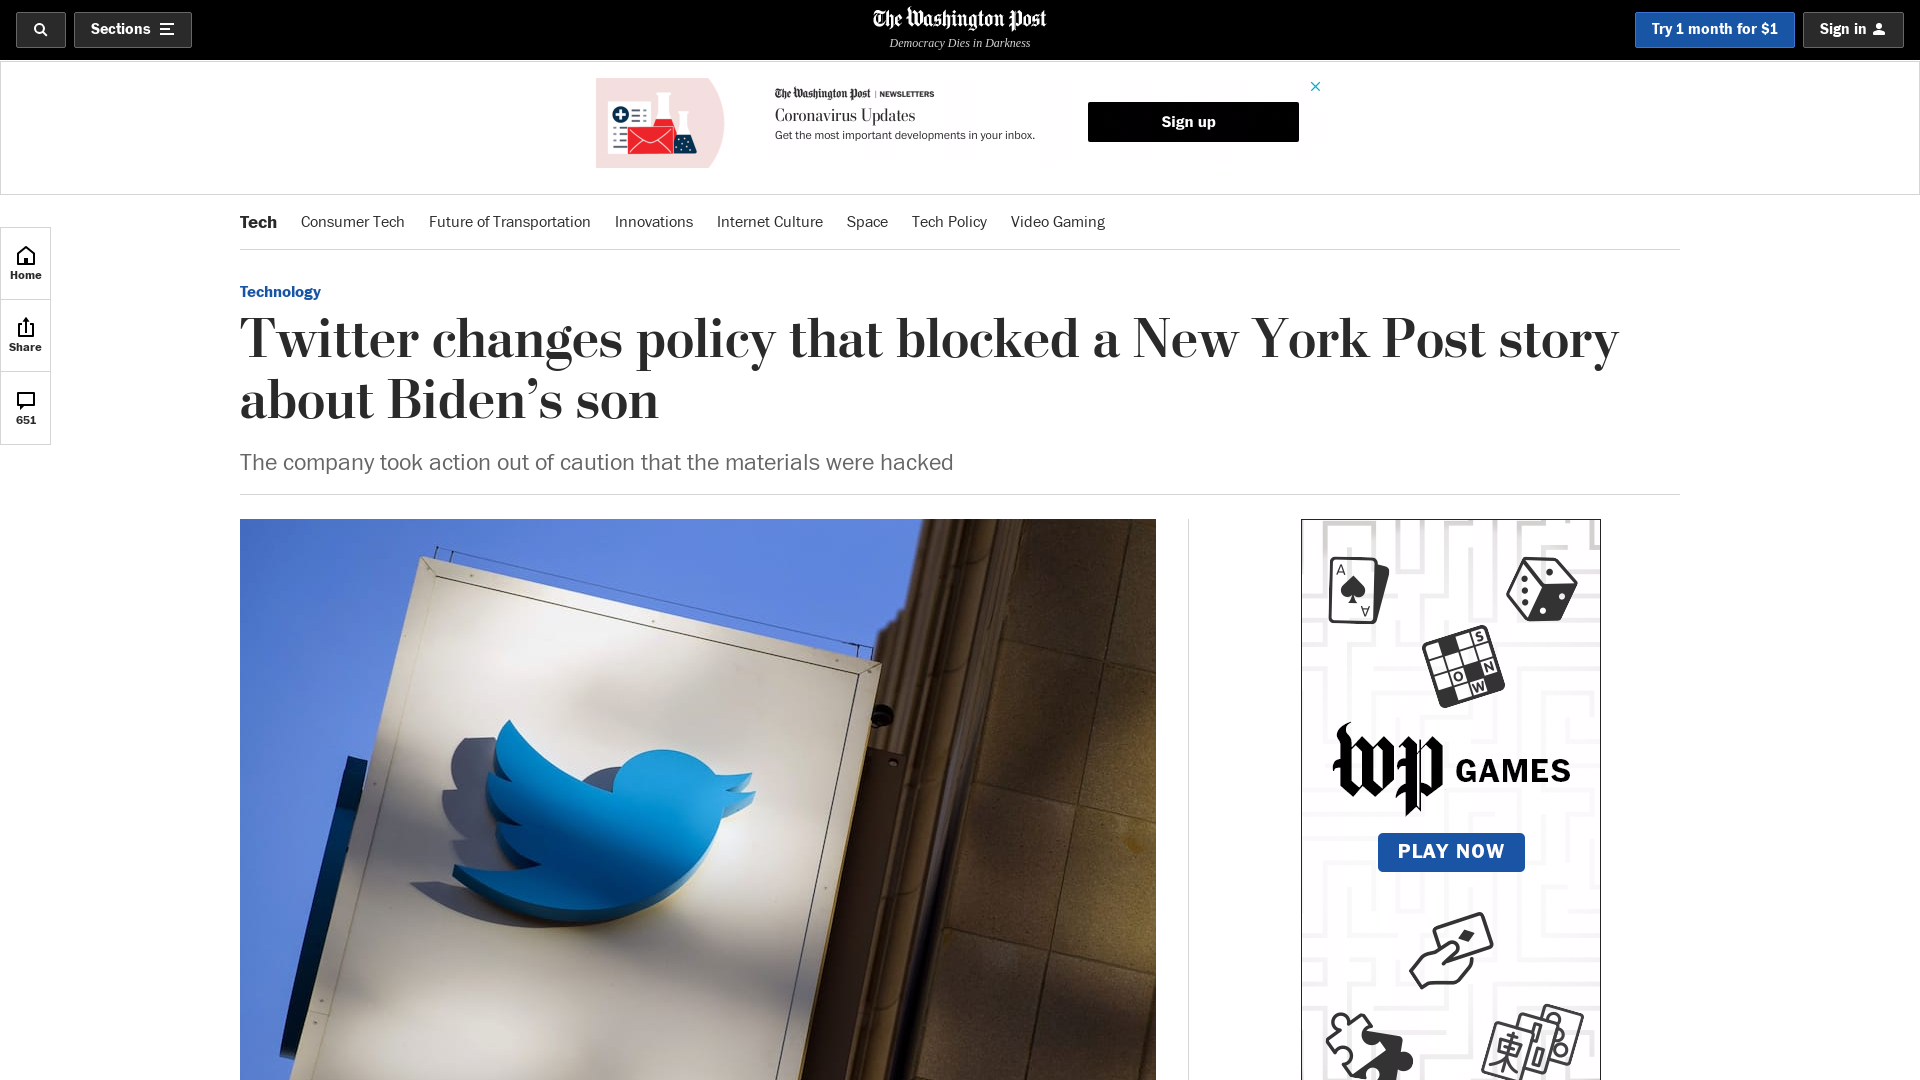 Sections
The Washington Post
Democracy Dies in Darkness
Try 1 month for $1
Sign in
The Washington Post | NEWSLETTERS
Coronavirus Updates
Get the most important developments in your inbox.
Sign up
Tech
Consumer Tech
Future of Transportation
Innovations
Internet Culture
Space
Tech Policy
Video Gaming
Home
Share
651
Technology
Twitter changes policy that blocked a New York Post story
about Biden’s son
The company took action out of caution that the materials were hacked
A
A
S
O N
W
wp GAMES
PLAY NOW
東